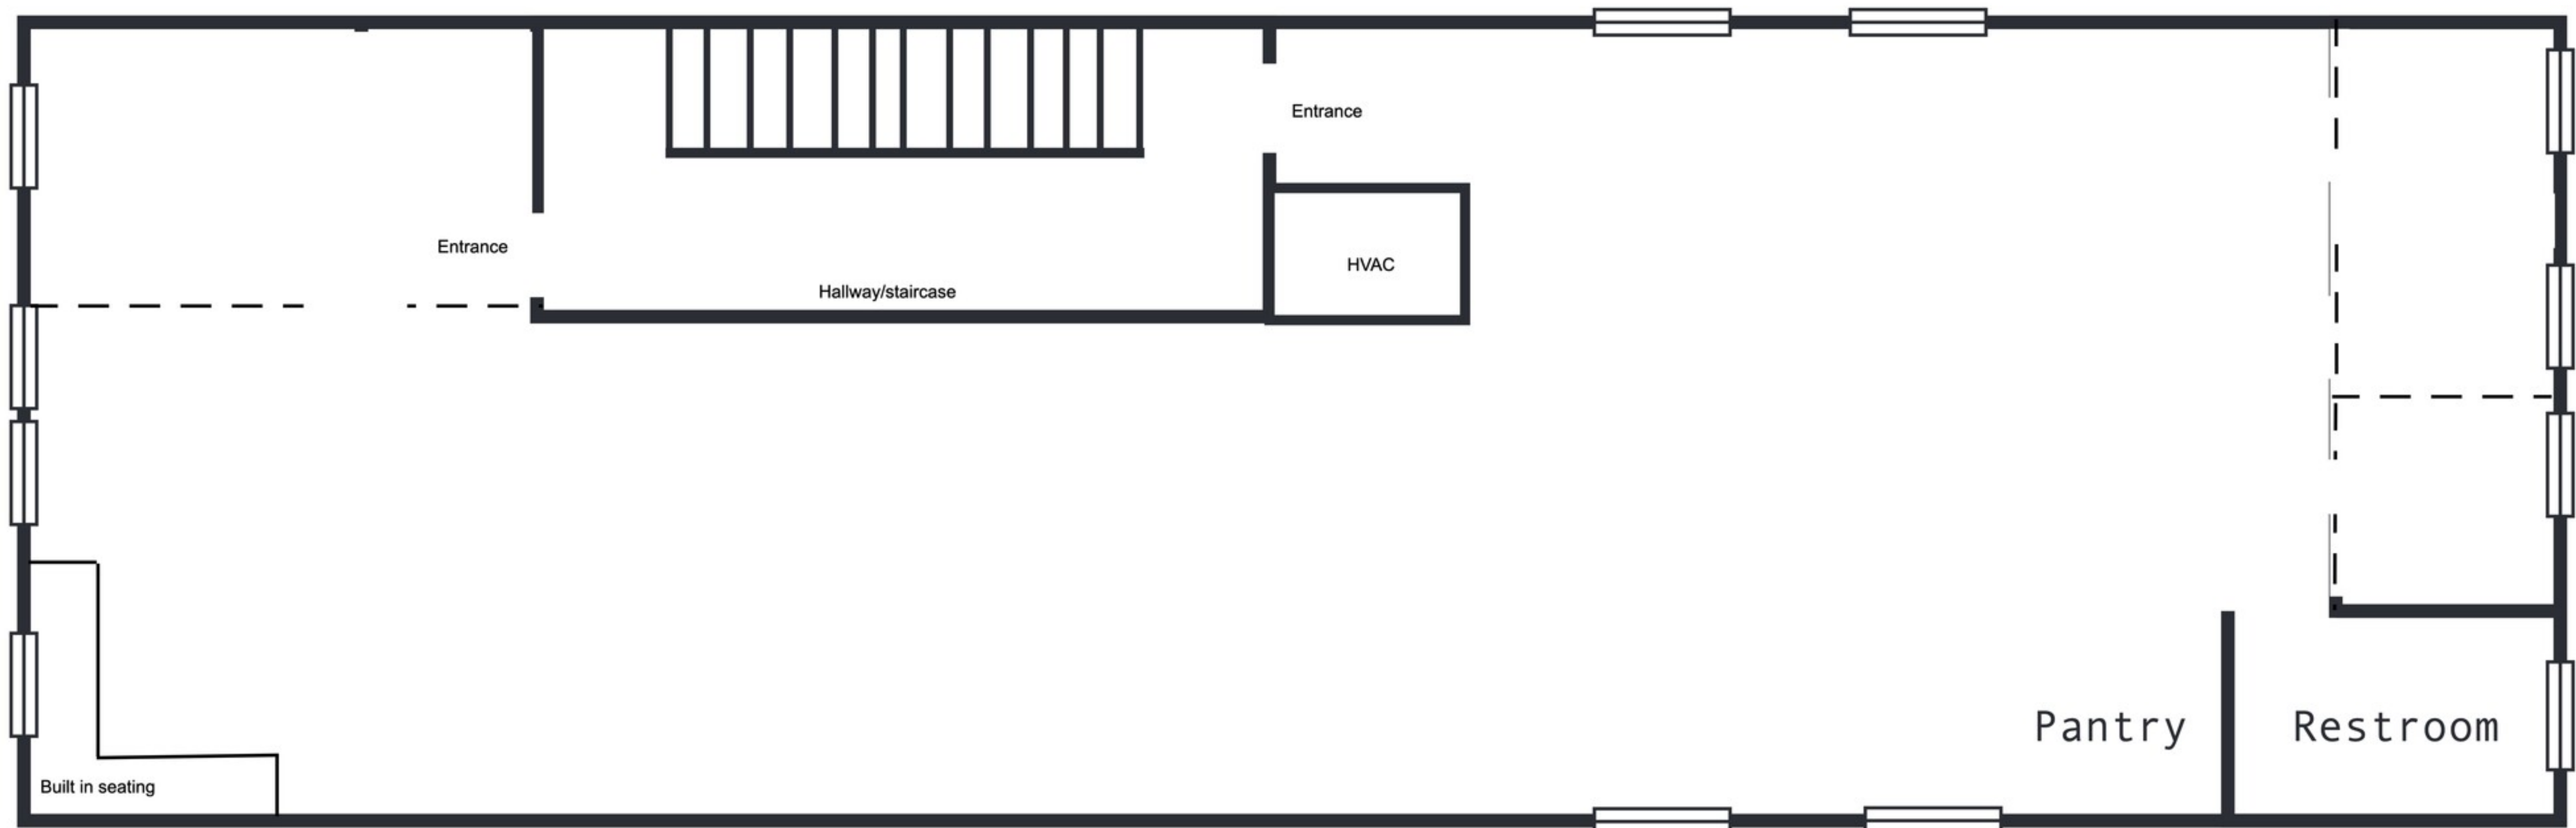 Entrance
Entrance
HVAC
Hallway/staircase
Pantry
Restroom
Built in seating